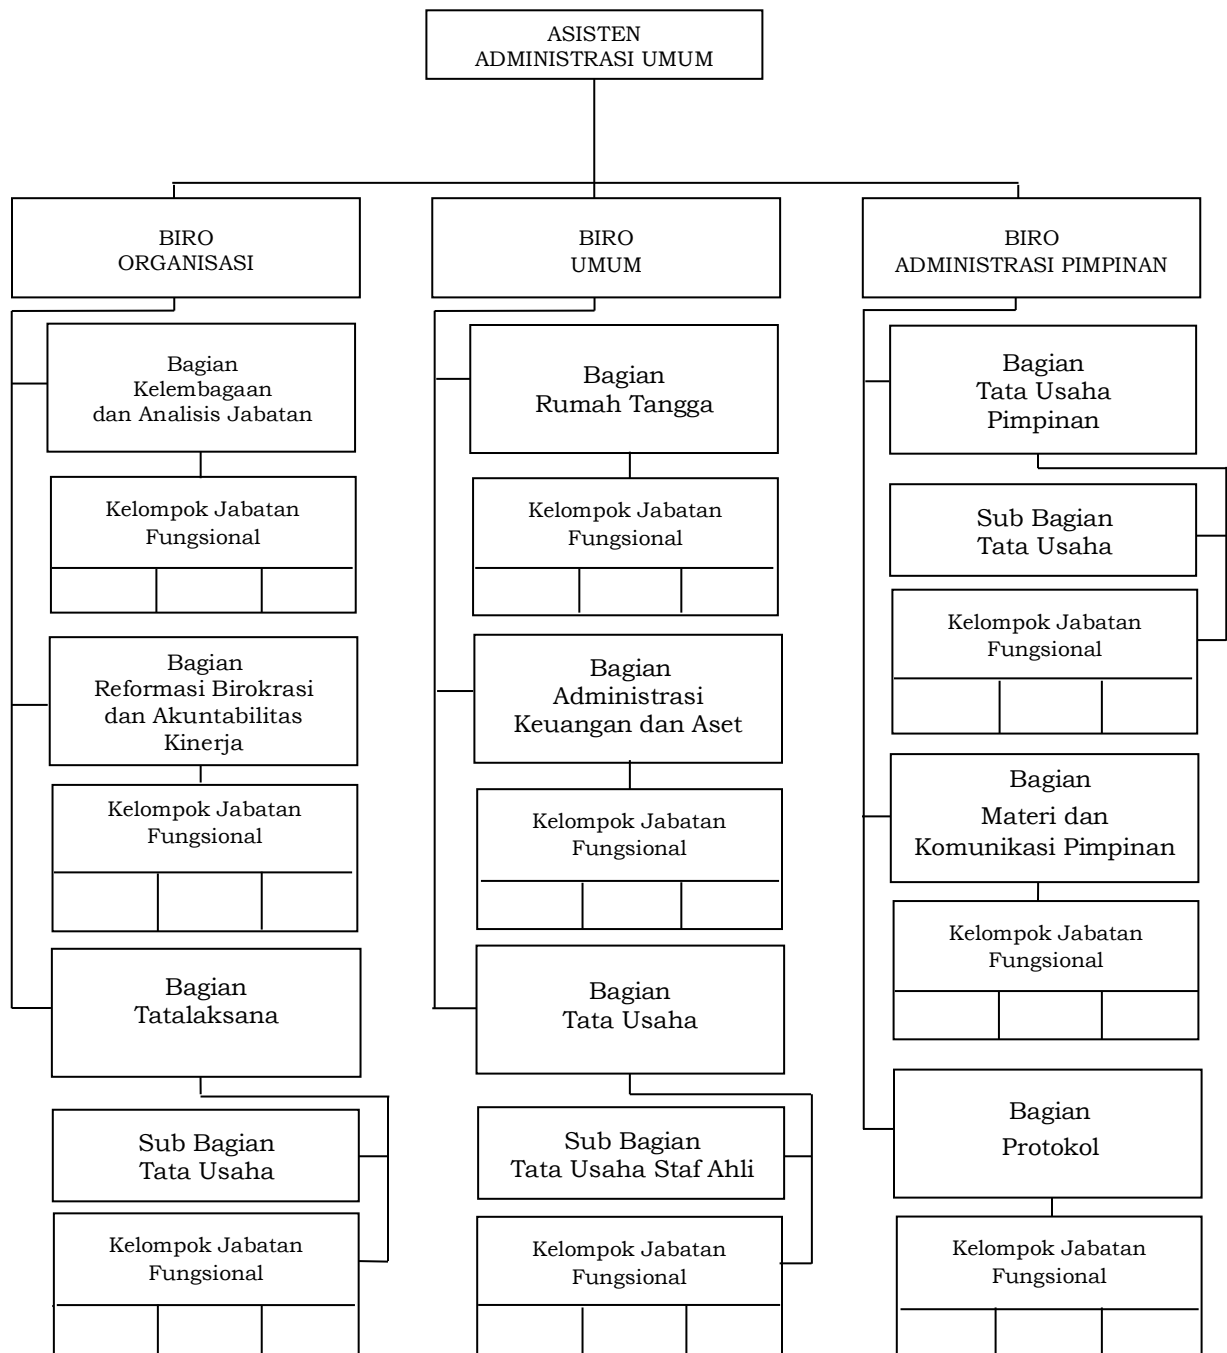 ASISTEN
ADMINISTRASI UMUM
BIRO
ORGANISASI
Bagian
Kelembagaan
dan Analisis Jabatan
Kelompok Jabatan
Fungsional
Bagian
Reformasi Birokrasi
dan Akuntabilitas
Kinerja
Kelompok Jabatan
Fungsional
Bagian
Tatalaksana
Sub Bagian
Tata Usaha
Kelompok Jabatan
Fungsional
BIRO
UMUM
Bagian
Rumah Tangga
Kelompok Jabatan
Fungsional
Bagian
Administrasi
Keuangan dan Aset
Kelompok Jabatan
Fungsional
Bagian
Tata Usaha
Sub Bagian
Tata Usaha Staf Ahli
Kelompok Jabatan
Fungsional
BIRO
ADMINISTRASI PIMPINAN
Bagian
Tata Usaha
Pimpinan
Sub Bagian
Tata Usaha
Kelompok Jabatan
Fungsional
Bagian
Materi dan
Komunikasi Pimpinan
Kelompok Jabatan
Fungsional
Bagian
Protokol
Kelompok Jabatan
Fungsional